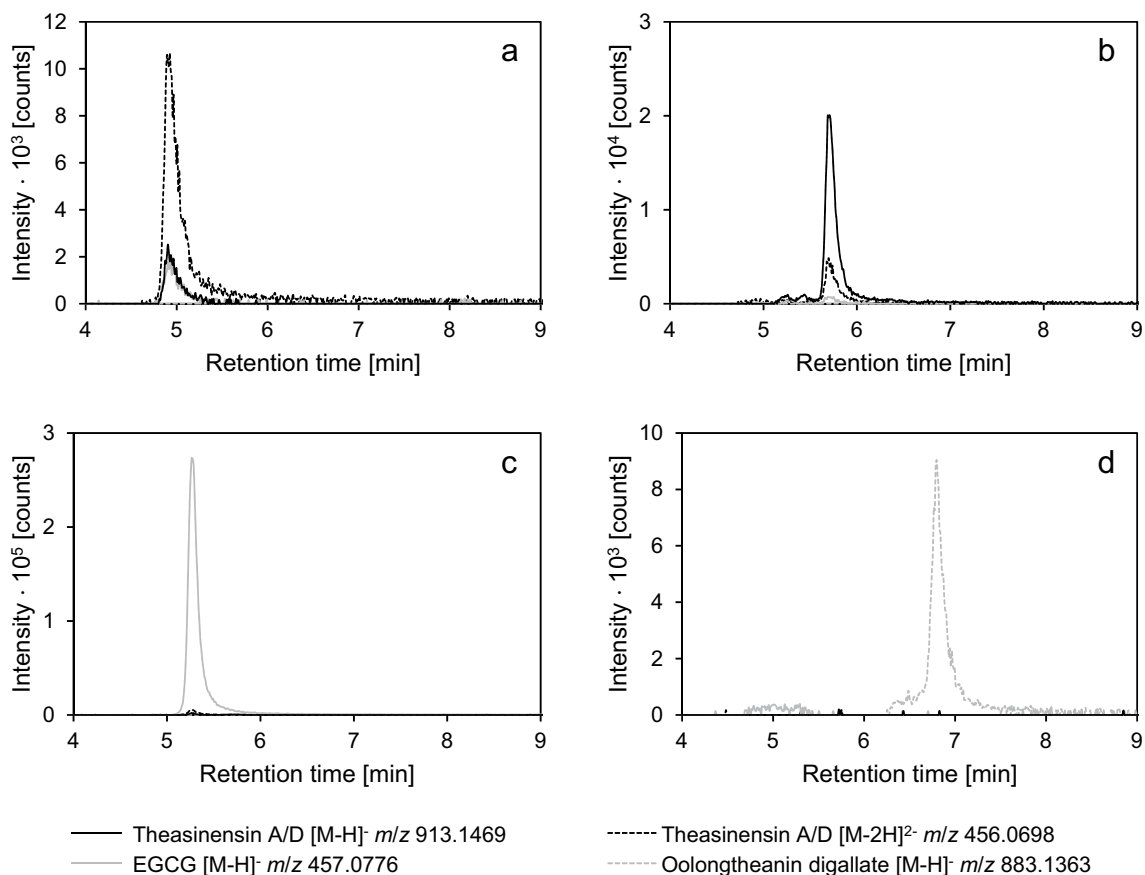 12
10
8
6
4
2
0
Intensity · 10³ [counts]
a
4 5 6 7 8 9
Retention time [min]
3
2
1
0
Intensity · 10⁴ [counts]
b
4 5 6 7 8 9
Retention time [min]
3
2
1
0
Intensity · 10⁵ [counts]
c
4 5 6 7 8 9
Retention time [min]
10
8
6
4
2
0
Intensity · 10³ [counts]
d
4 5 6 7 8 9
Retention time [min]
Theasinensin A/D [M-H]⁻ m/z 913.1469
Theasinensin A/D [M-2H]²⁻ m/z 456.0698
EGCG [M-H]⁻ m/z 457.0776
Oolongtheanin digallate [M-H]⁻ m/z 883.1363